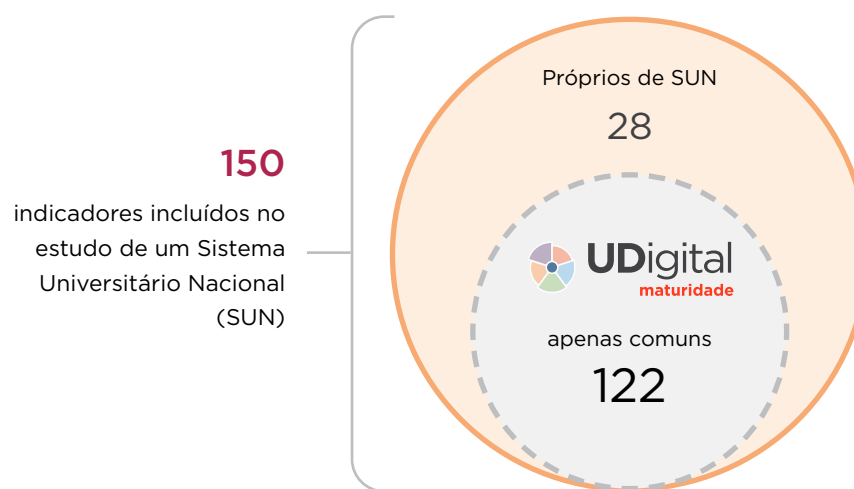 150
indicadores incluídos no
estudo de um Sistema
Universitário Nacional
(SUN)
Próprios de SUN
28
UDigital
maturidade
apenas comuns
122